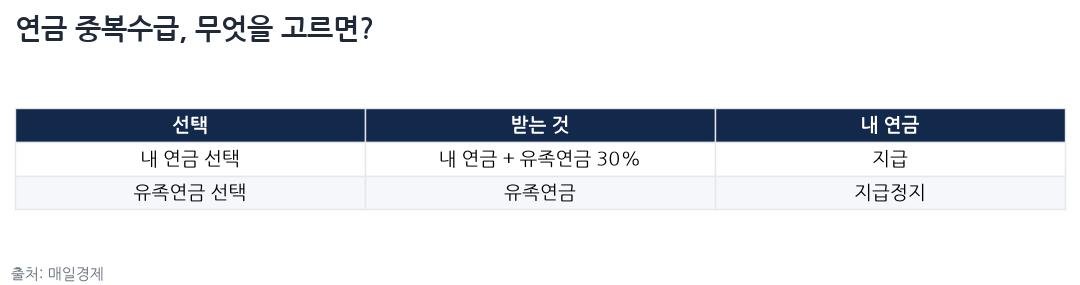 연금 중복수급, 무엇을 고르면?
선택 받는 것 내 연금
내 연금 선택 내 연금 + 유족연금 30% 지급
유족연금 선택 유족연금 지급정지
출처: 매일경제